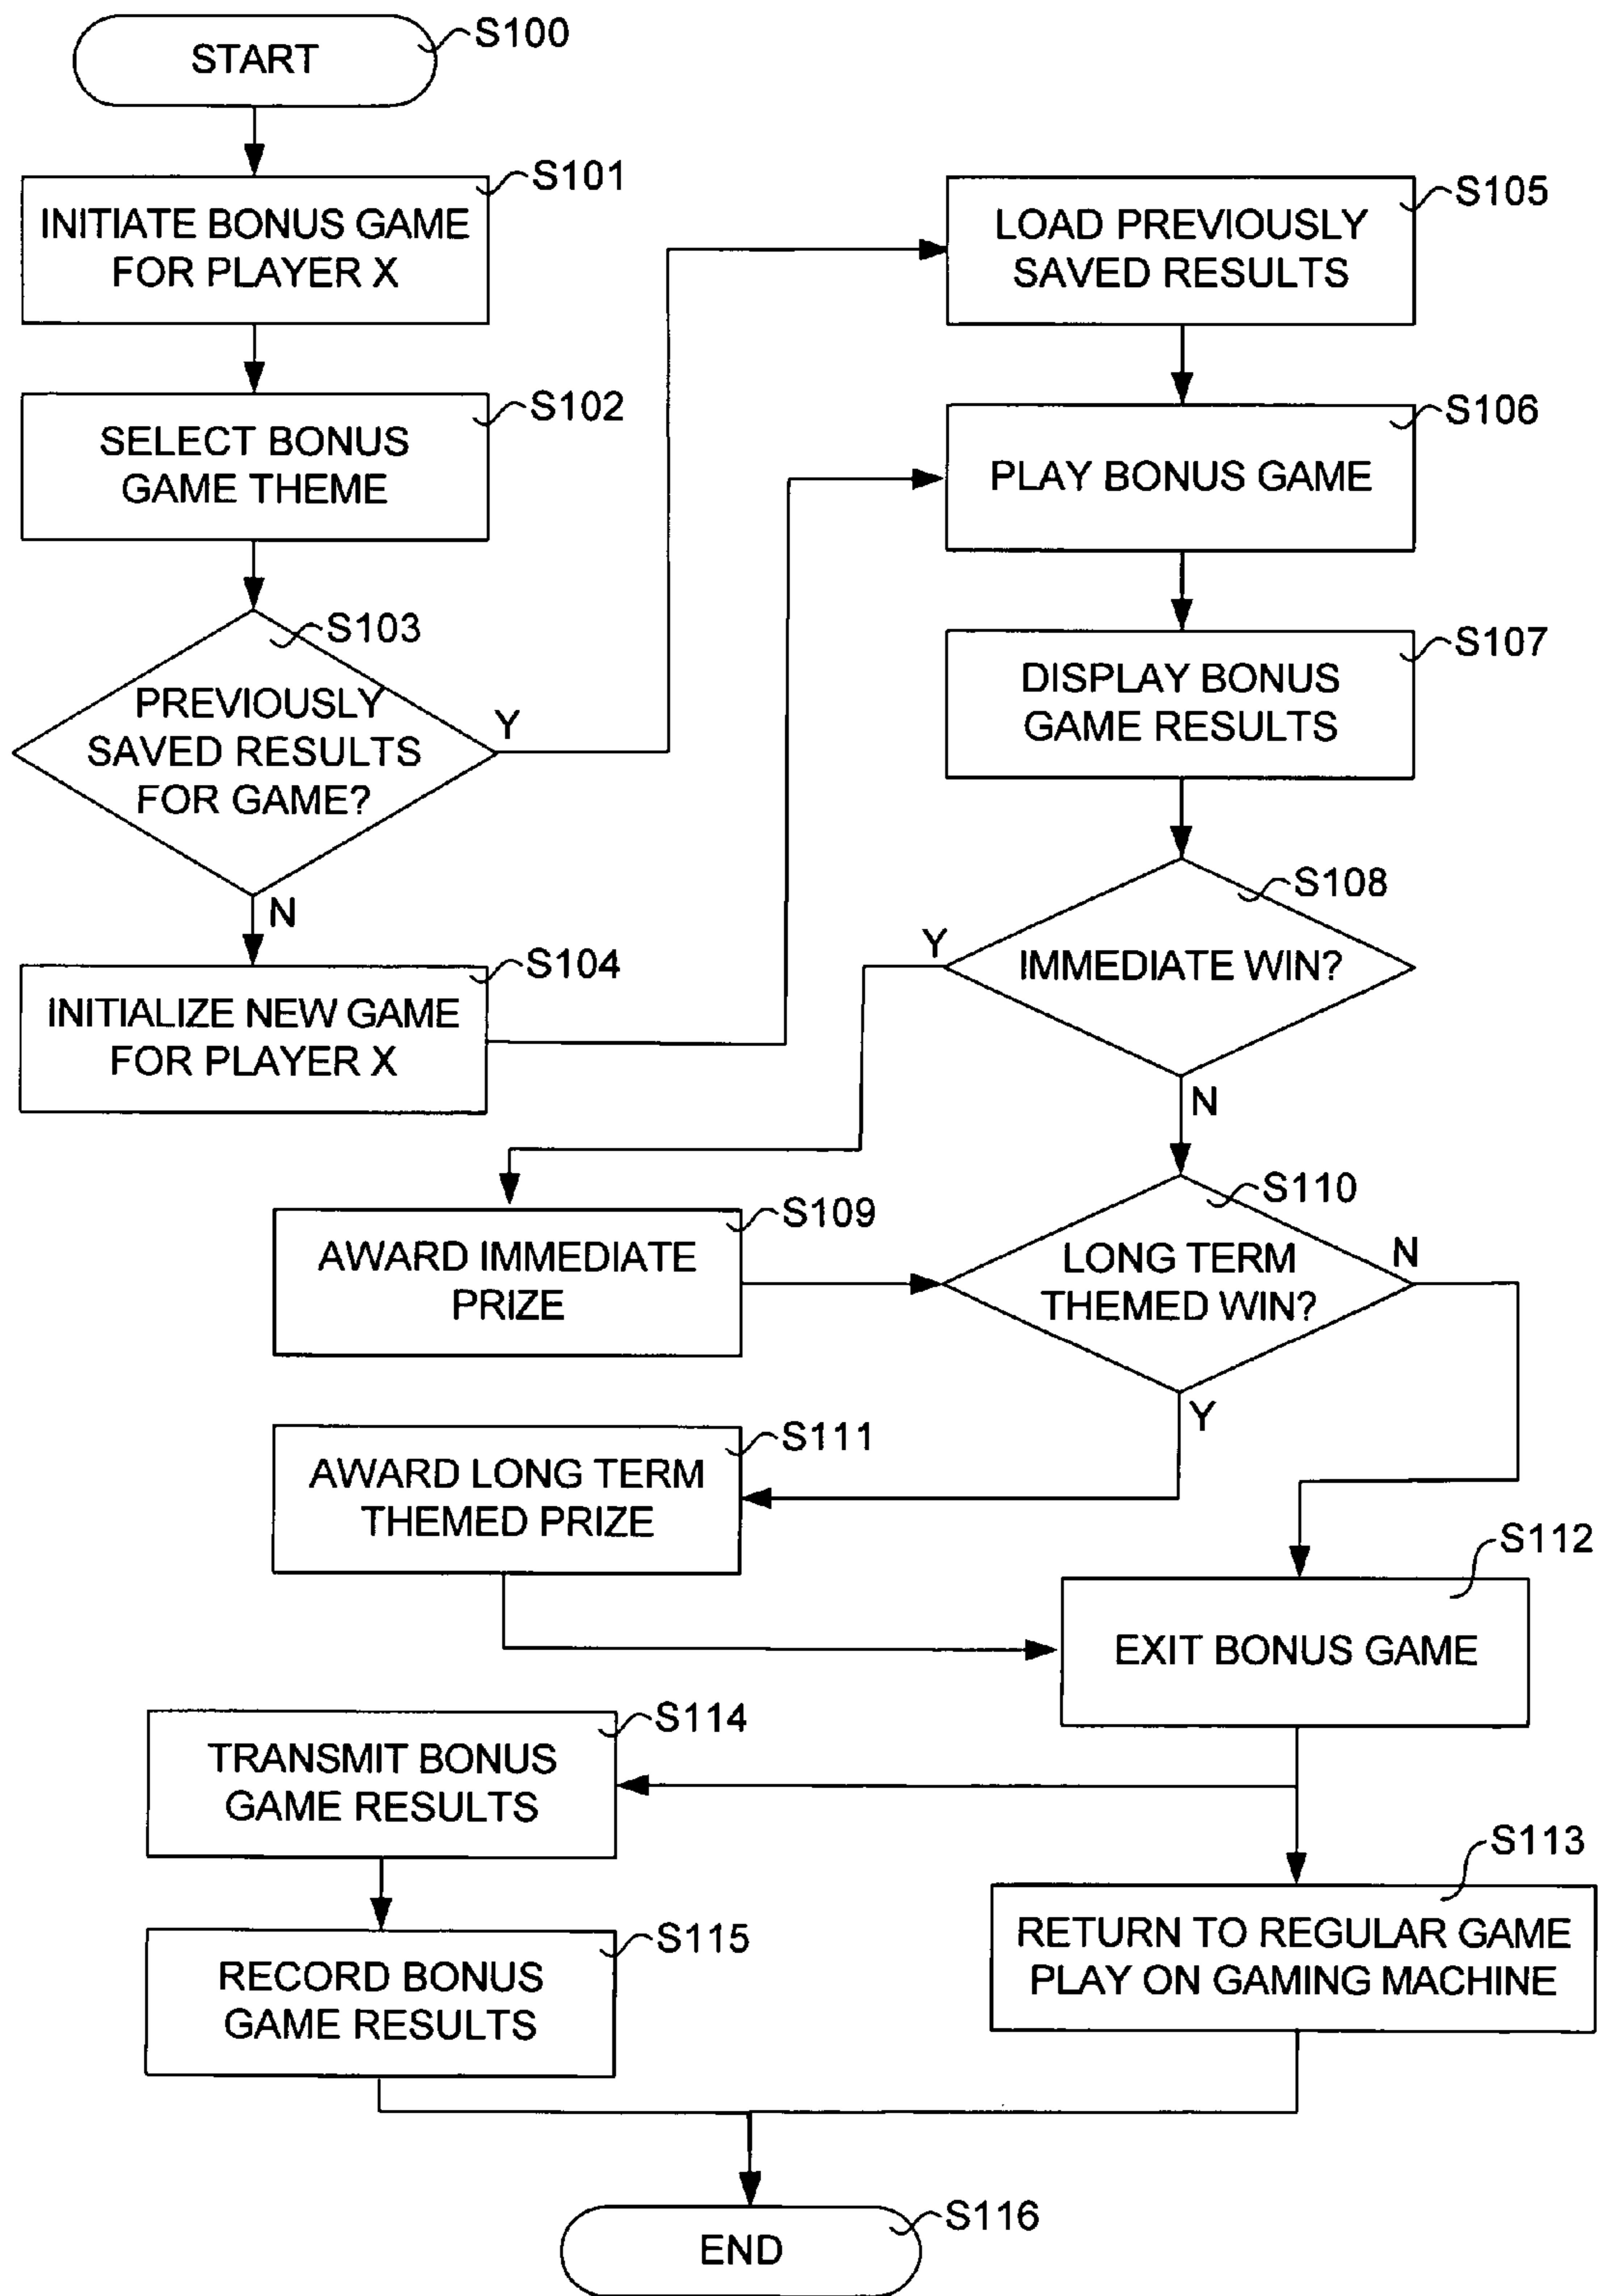 START
S100
INITIATE BONUS GAME
FOR PLAYER X
S101
SELECT BONUS
GAME THEME
S102
PREVIOUSLY
SAVED RESULTS
FOR GAME?
S103
Y
N
INITIALIZE NEW GAME
FOR PLAYER X
S104
LOAD PREVIOUSLY
SAVED RESULTS
S105
PLAY BONUS GAME
S106
DISPLAY BONUS
GAME RESULTS
S107
IMMEDIATE WIN?
S108
Y
N
AWARD IMMEDIATE
PRIZE
S109
LONG TERM
THEMED WIN?
S110
N
Y
AWARD LONG TERM
THEMED PRIZE
S111
EXIT BONUS GAME
S112
TRANSMIT BONUS
GAME RESULTS
S114
RETURN TO REGULAR GAME
PLAY ON GAMING MACHINE
S113
RECORD BONUS
GAME RESULTS
S115
END
S116